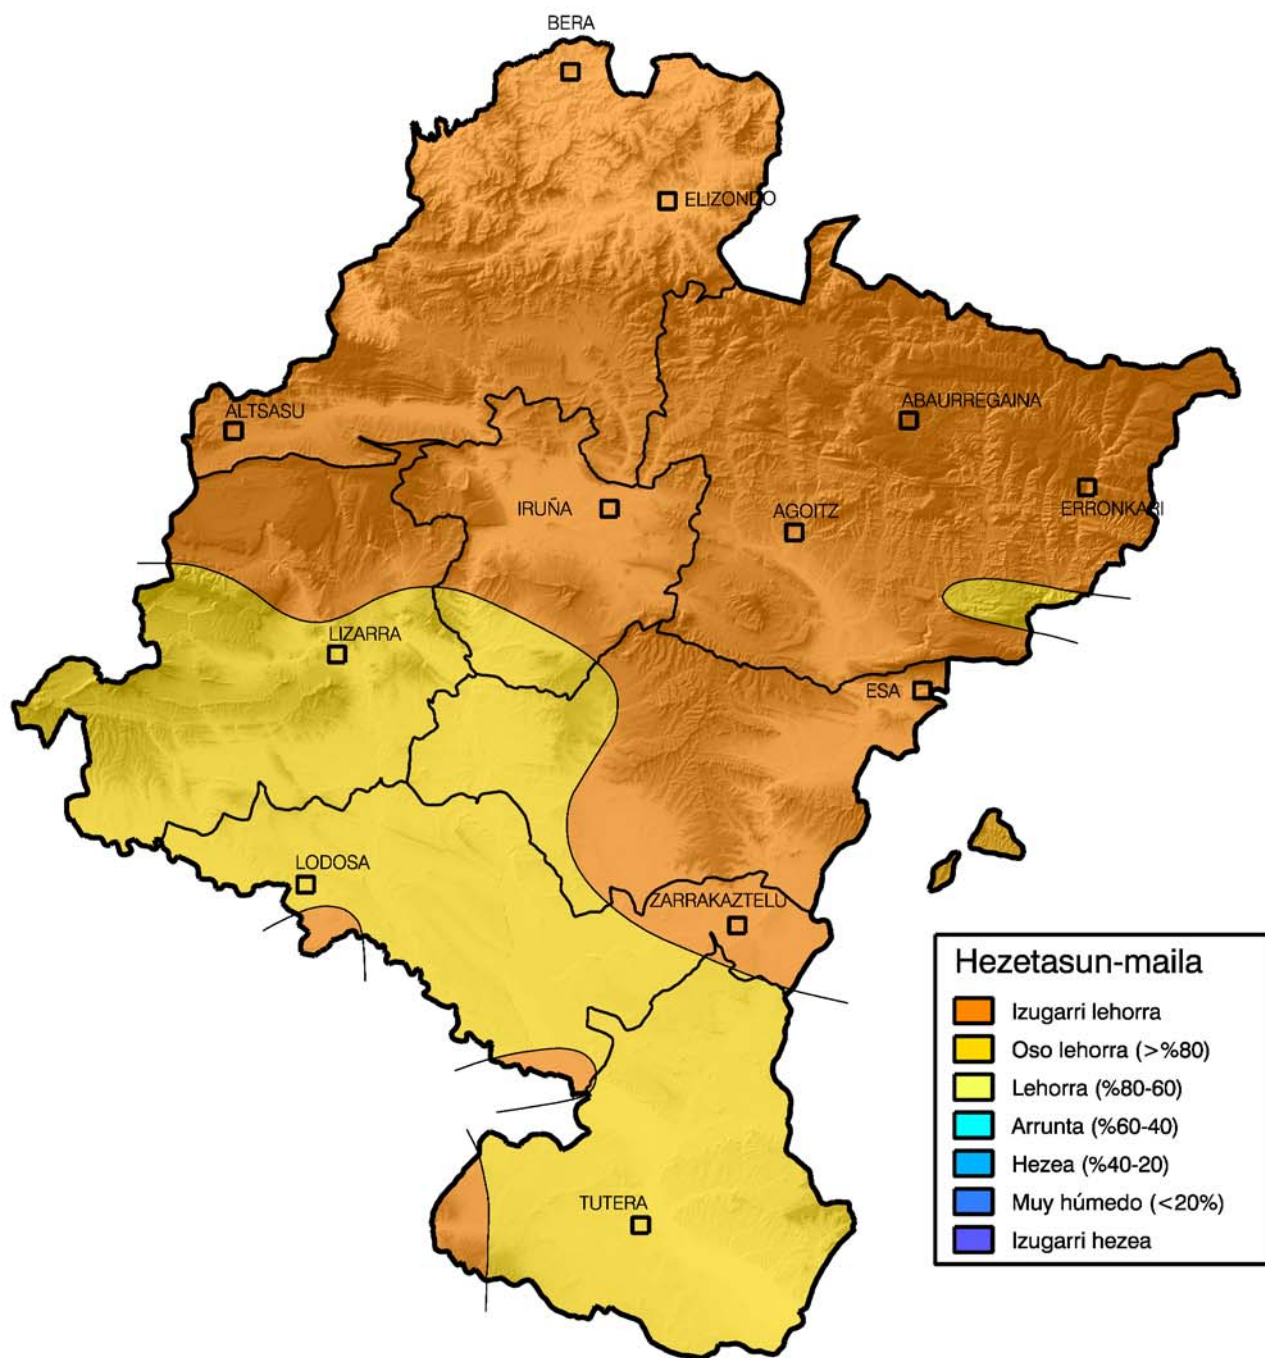 BERA
ELIZONDO
ALTSASU
ABAURREGAINA
IRUÑA
AGOITZ
ERRONKARI
LIZARRA
ESA
LODOSA
ZARRAKAZTELU
TUTERA
Hezetasun-maila
Izugarri lehorra
Oso lehorra (>%80)
Lehorra (%80-60)
Arrunta (%60-40)
Hezea (%40-20)
Muy húmedo (<20%)
Izugarri hezea